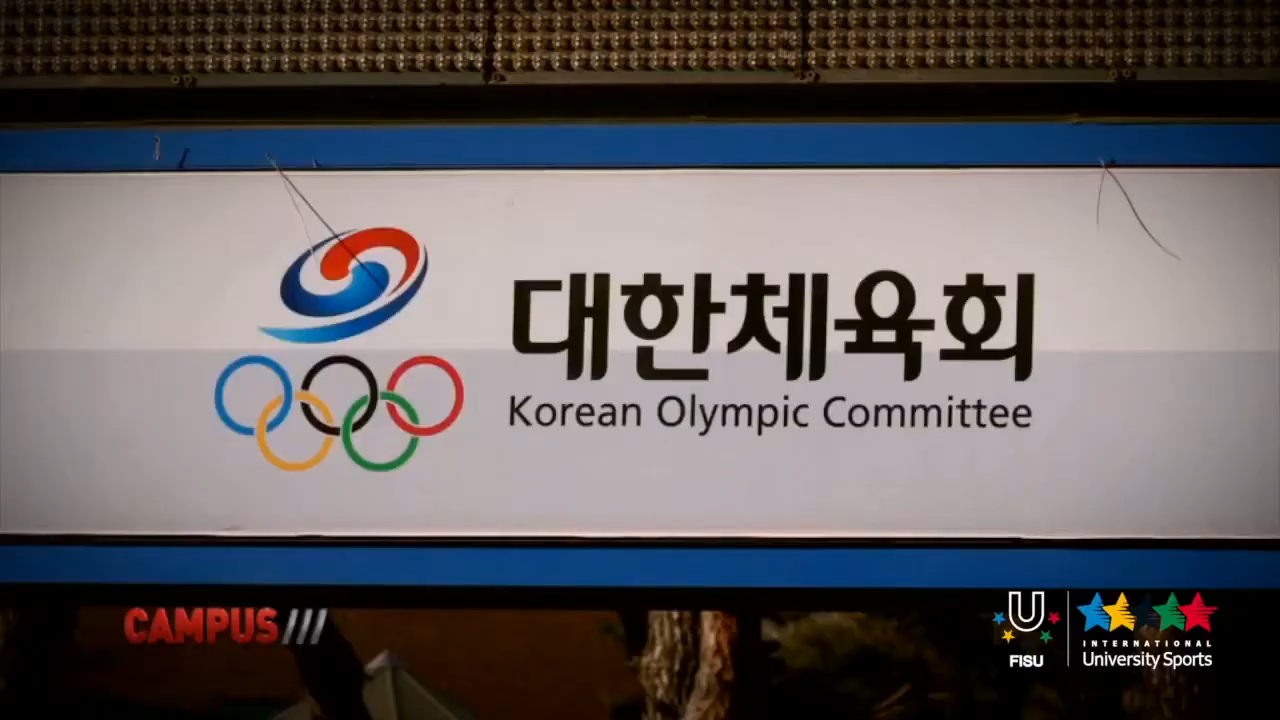 대한체육회
Korean Olympic Committee
CAMPUS///
U
FISU
INTERNATIONAL
University Sports